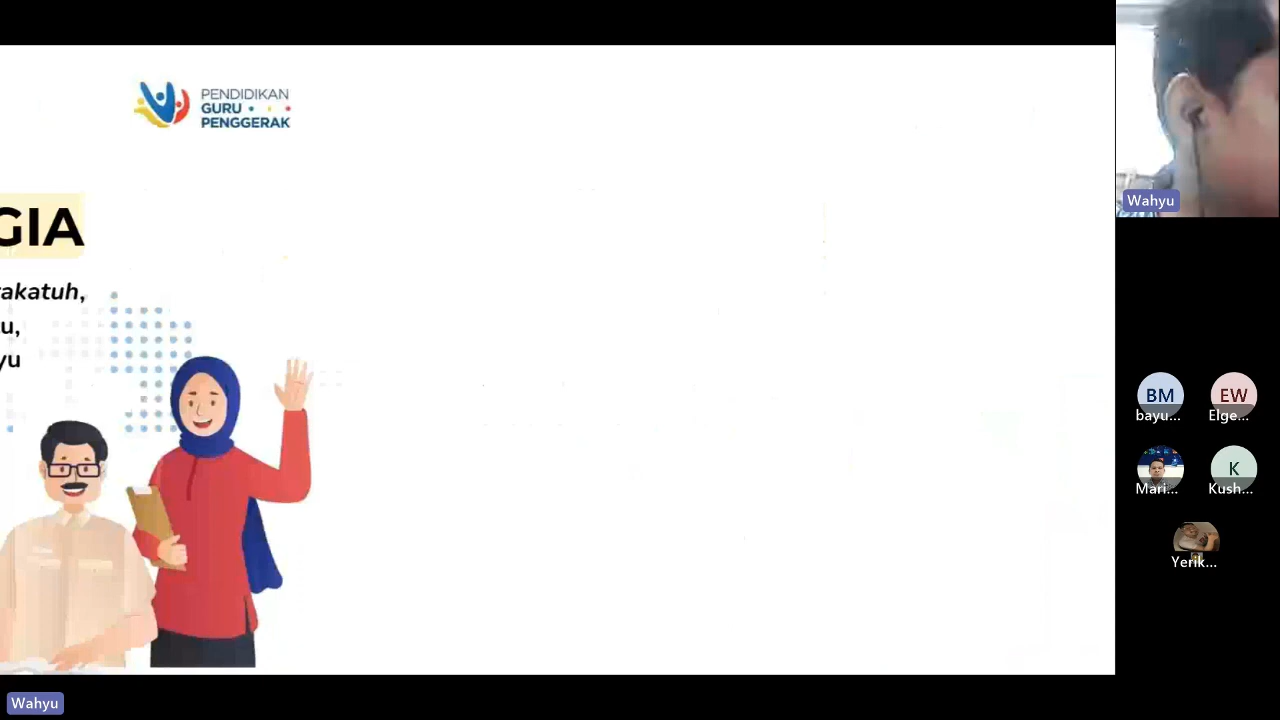 PENDIDIKAN
GURU
PENGGERAK
GIA
akatuh,
u,
yu
Wahyu
BM
EW
bayu...
Elge...
K
Mari...
Kush...
Yerik...
Wahyu